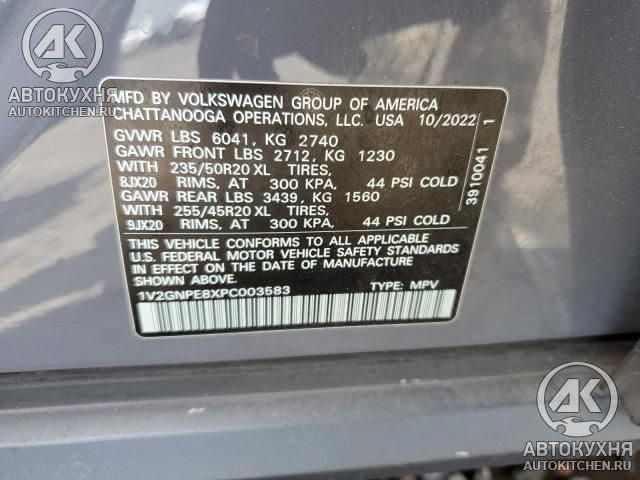 АК
АВТОКУХНЯ
MFD BY VOLKSWAGEN GROUP OF AMERICA
CHATTANOOGA OPERATIONS, LLC. USA 10/2022
GVWR LBS 6041, KG 2740
GAWR FRONT LBS 2712, KG 1230
WITH 235/50R20 XL TIRES,
8JX20 RIMS, AT 300 KPA, 44 PSI COLD
GAWR REAR LBS 3439, KG 1560
WITH 255/45R20 XL TIRES,
9JX20 RIMS, AT 300 KPA, 44 PSI COLD
THIS VEHICLE CONFORMS TO ALL APPLICABLE
U.S. FEDERAL MOTOR VEHICLE SAFETY STANDARDS
IN EFFECT ON THE DATE OF MANUFACTURE
SHOWN ABOVE.
1V2GNPE8XPC003583 TYPE: MPV
3910041 1
АК
АВТОКУХНЯ